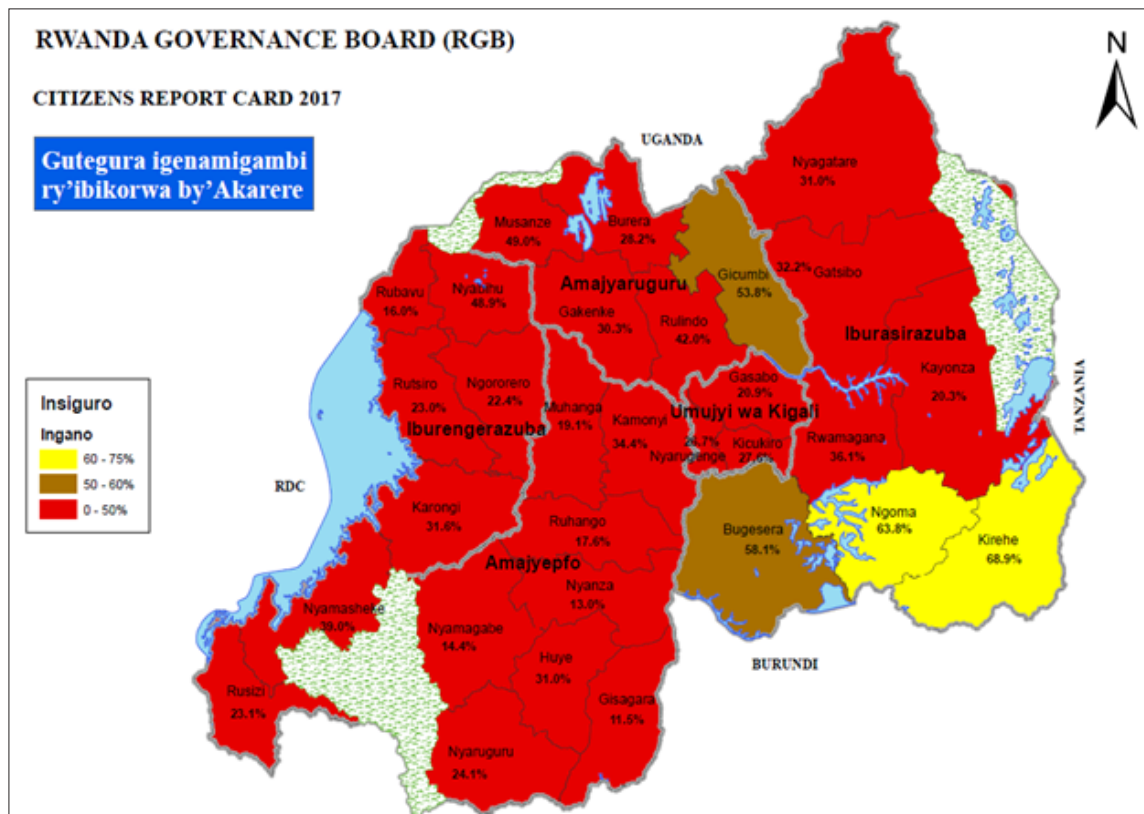 RWANDA GOVERNANCE BOARD (RGB)
CITIZENS REPORT CARD 2017
Gutegura igenamigambi
ry'ibikorwa by'Akarere
N
UGANDA
Nyagatare
31.0%
Musanze
49.0%
Burera
28.2%
Gicumbi
53.8%
32.2%
Gatsibo
Rubavu
16.0%
Nyabihu
48.9%
Amajyaruguru
Gakenke
30.3%
Rulindo
42.0%
Iburasirazuba
Kayonza
20.3%
TANZANIA
Insiguro
Ingano
60 - 75%
50 - 60%
0 - 50%
Rutsiro
23.0%
Ngororero
22.4%
Iburengerazuba
Muhanga
19.1%
Kamonyi
34.4%
Gasabo
20.9%
Umujyi wa Kigali
26.7%
Nyarugenge
Kicukiro
27.6%
Rwamagana
36.1%
RDC
Karongi
31.6%
Ruhango
17.6%
Bugesera
58.1%
Ngoma
63.8%
Kirehe
68.9%
Amajyepfo
Nyanza
13.0%
Nyamasheke
39.0%
Nyamagabe
14.4%
Huye
31.0%
BURUNDI
Rusizi
23.1%
Gisagara
11.5%
Nyaruguru
24.1%